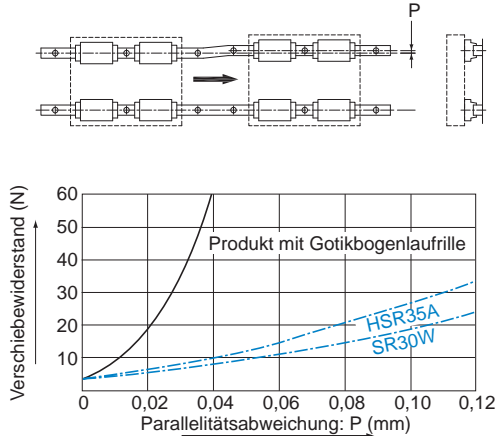 P
Verschiebewiderstand (N)
60
50
40
30
20
10
Produkt mit Gotikbogenlaufrille
HSR35A
SR30W
0 0,02 0,04 0,06 0,08 0,10 0,12
Parallelitätsabweichung: P (mm)